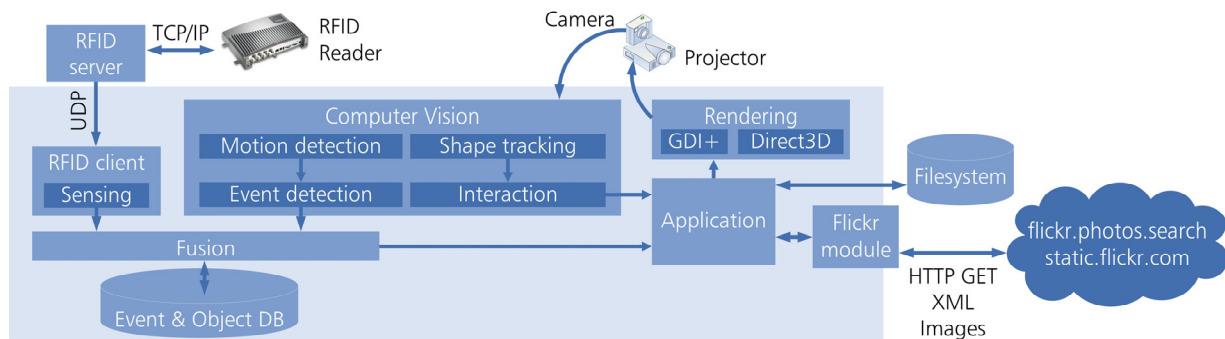 RFID
server
TCP/IP
RFID
Reader
Camera
Projector
UDP
Computer Vision
Motion detection
Shape tracking
Event detection
Interaction
Rendering
GDI+
Direct3D
RFID client
Sensing
Fusion
Event & Object DB
Application
Filesystem
Flickr
module
flickr.photos.search
static.flickr.com
HTTP GET
XML
Images